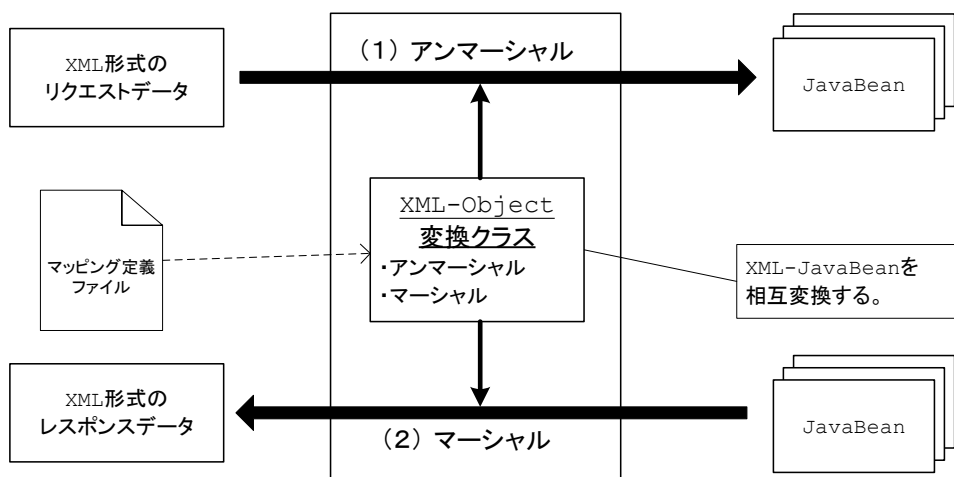 (1) アンマーシャル
XML形式の
リクエストデータ
JavaBean
XML-Object
変換クラス
・アンマーシャル
・マーシャル
マッピング定義
ファイル
XML-JavaBeanを
相互変換する。
XML形式の
レスポンスデータ
JavaBean
(2) マーシャル